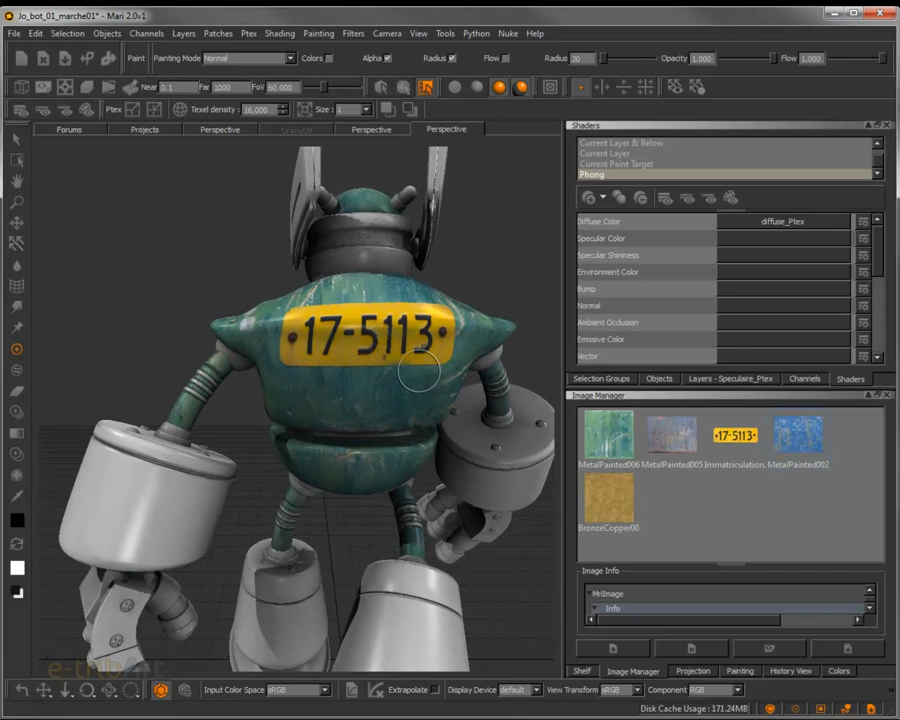 Jo_bot_01_marche01* - Mari 2.0v1
File Edit Selection Objects Channels Layers Patches Ptex Shading Painting Filters Camera View Tools Python Nuke Help
Paint Painting Mode Normal Colors Alpha Radius Flow Radius 30 Opacity 1.000 Flow 1.000
Near 0.1 Far 1000 FoV 60.000
Ptex Texel density: 16,000 Size: 1
Forums Projects Perspective Ortho/UV Perspective Perspective
Shaders
Current Layer & Below
Current Layer
Current Paint Target
Phong
Diffuse Color diffuse_Ptex
Specular Color
Specular Shininess
Environment Color
Bump
Normal
Ambient Occlusion
Emissive Color
Vector
Selection Groups Objects Layers - Speculaire_Ptex Channels Shaders
Image Manager
17-5113
MetalPainted006 MetalPainted005 Immatriculation. MetalPainted002
BronzeCopper00.
Image Info
MriImage
Info
Shelf Image Manager Projection Painting History View Colors
17-5113
e-tribArt
Input Color Space sRGB Extrapolate Display Device default View Transform sRGB Component RGB
Disk Cache Usage : 171.24MB